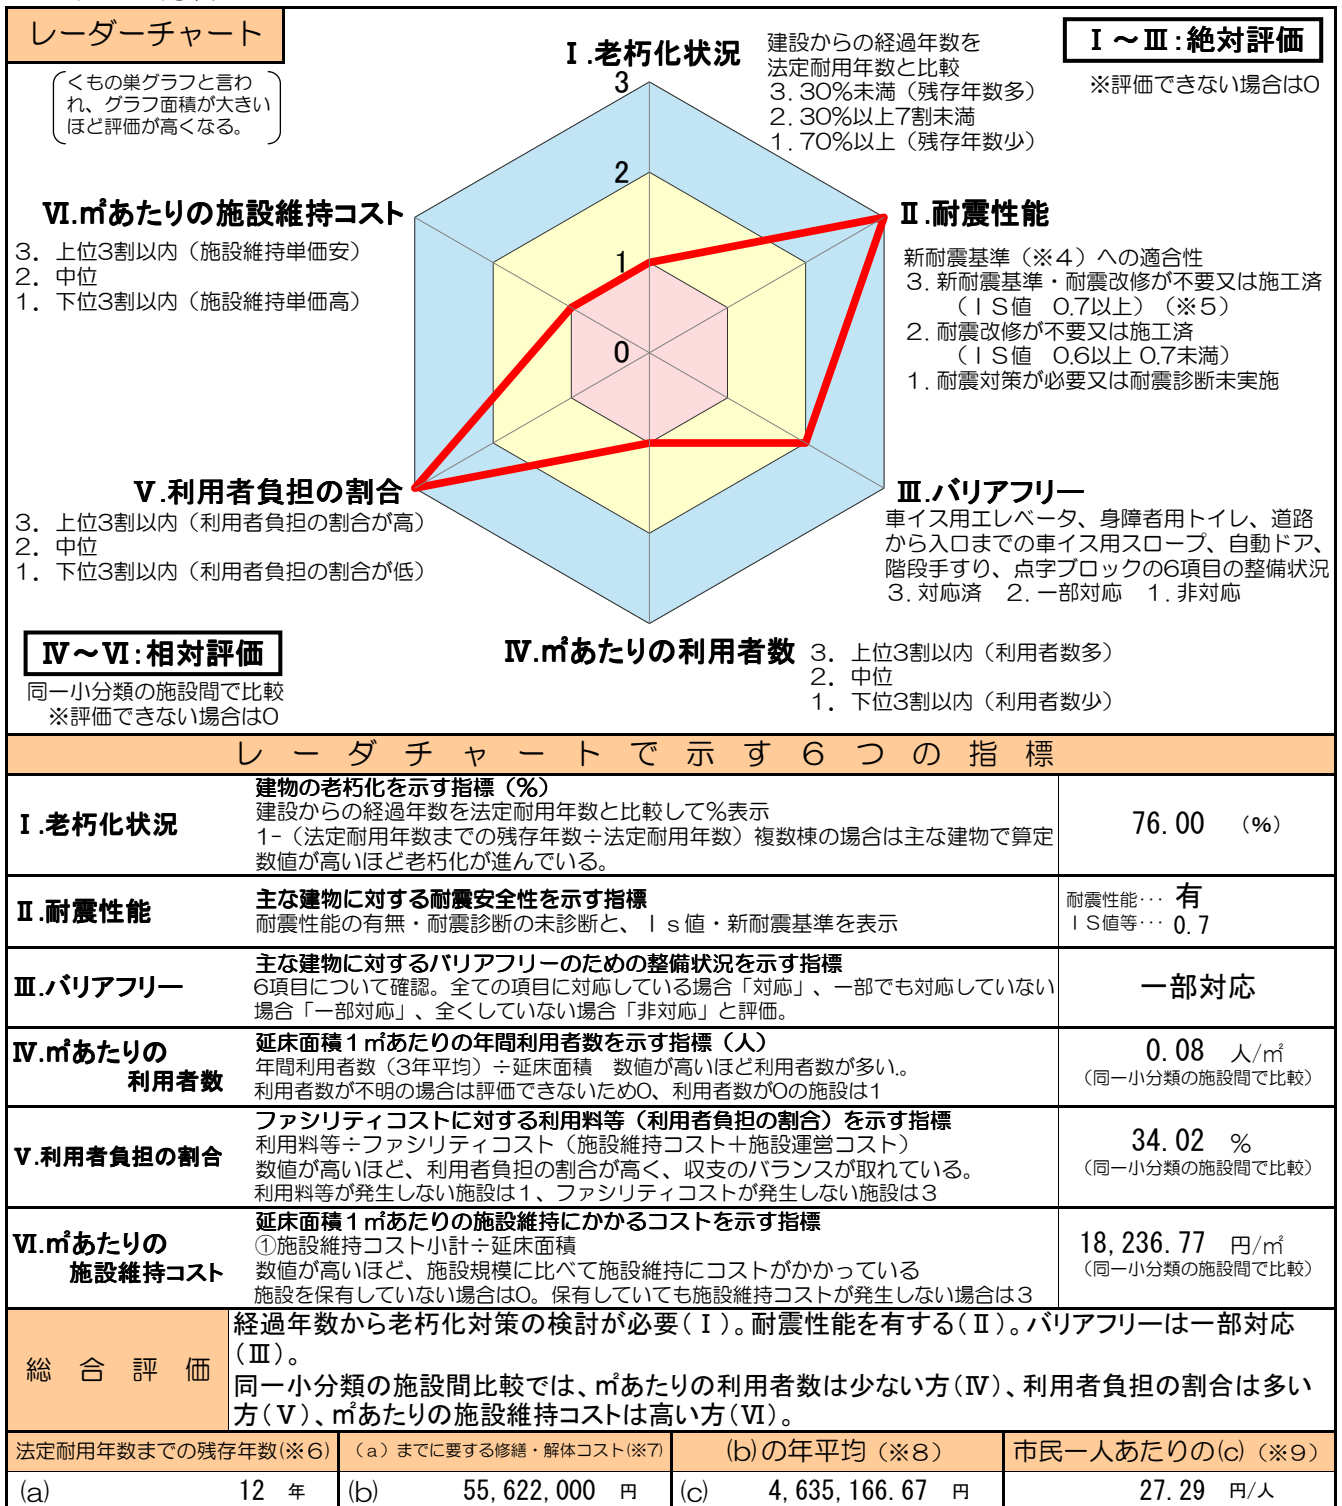 レーダーチャート
くもの巣グラフと言わ
れ、グラフ面積が大きい
ほど評価が高くなる。
Ⅰ～Ⅲ:絶対評価
※評価できない場合は0
Ⅰ.老朽化状況
建設からの経過年数を
法定耐用年数と比較
3. 30%未満（残存年数多）
2. 30%以上7割未満
1. 70%以上（残存年数少）
3
2
1
0
Ⅵ.㎡あたりの施設維持コスト
3. 上位3割以内（施設維持単価安）
2. 中位
1. 下位3割以内（施設維持単価高）
Ⅱ.耐震性能
新耐震基準（※4）への適合性
3. 新耐震基準・耐震改修が不要又は施工済
（ＩＳ値 0.7以上）（※5）
2. 耐震改修が不要又は施工済
（ＩＳ値 0.6以上 0.7未満）
1. 耐震対策が必要又は耐震診断未実施
Ⅴ.利用者負担の割合
3. 上位3割以内（利用者負担の割合が高）
2. 中位
1. 下位3割以内（利用者負担の割合が低）
Ⅲ.バリアフリー
車イス用エレベータ、身障者用トイレ、道路
から入口までの車イス用スロープ、自動ドア、
階段手すり、点字ブロックの6項目の整備状況
3. 対応済 2. 一部対応 1. 非対応
Ⅳ～Ⅵ:相対評価
同一小分類の施設間で比較
※評価できない場合は0
Ⅳ.㎡あたりの利用者数
3. 上位3割以内（利用者数多）
2. 中位
1. 下位3割以内（利用者数少）
レーダチャートで示す６つの指標
Ⅰ.老朽化状況
建物の老朽化を示す指標（%）
建設からの経過年数を法定耐用年数と比較して%表示
1-（法定耐用年数までの残存年数÷法定耐用年数）複数棟の場合は主な建物で算定
数値が高いほど老朽化が進んでいる。
76.00 （%）
Ⅱ.耐震性能
主な建物に対する耐震安全性を示す指標
耐震性能の有無・耐震診断の未診断と、Ｉｓ値・新耐震基準を表示
耐震性能･･･ 有
ＩＳ値等･･･ 0.7
Ⅲ.バリアフリー
主な建物に対するバリアフリーのための整備状況を示す指標
6項目について確認。全ての項目に対応している場合「対応」、一部でも対応していない
場合「一部対応」、全くしていない場合「非対応」と評価。
一部対応
Ⅳ.㎡あたりの
利用者数
延床面積１㎡あたりの年間利用者数を示す指標（人）
年間利用者数（3年平均）÷延床面積 数値が高いほど利用者数が多い。
利用者数が不明の場合は評価できないため0、利用者数が0の施設は1
0.08 人/㎡
（同一小分類の施設間で比較）
Ⅴ.利用者負担の割合
ファシリティコストに対する利用料等（利用者負担の割合）を示す指標
利用料等÷ファシリティコスト（施設維持コスト＋施設運営コスト）
数値が高いほど、利用者負担の割合が高く、収支のバランスが取れている。
利用料等が発生しない施設は１、ファシリティコストが発生しない施設は３
34.02 %
（同一小分類の施設間で比較）
Ⅵ.㎡あたりの
施設維持コスト
延床面積１㎡あたりの施設維持にかかるコストを示す指標
①施設維持コスト小計÷延床面積
数値が高いほど、施設規模に比べて施設維持にコストがかかっている
施設を保有していない場合は0。保有していても施設維持コストが発生しない場合は３
18,236.77 円/㎡
（同一小分類の施設間で比較）
総合評価
経過年数から老朽化対策の検討が必要(Ⅰ)。耐震性能を有する(Ⅱ)。バリアフリーは一部対応
(Ⅲ)。
同一小分類の施設間比較では、㎡あたりの利用者数は少ない方(Ⅳ)、利用者負担の割合は多い
方(Ⅴ)、㎡あたりの施設維持コストは高い方(Ⅵ)。
法定耐用年数までの残存年数(※6)
（a）までに要する修繕・解体コスト(※7)
(b)の年平均（※8）
市民一人あたりの(c)（※9）
(a) 12 年
(b) 55,622,000 円
(c) 4,635,166.67 円
27.29 円/人